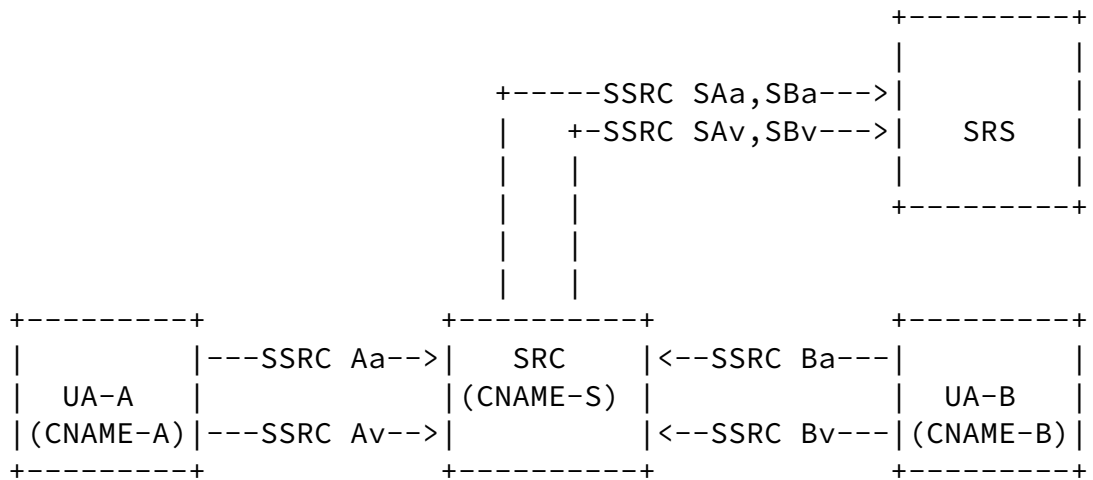 SSRC SAa,SBa
SSRC SAv,SBv SRS
SSRC Aa SRC SSRC Ba
UA-A (CNAME-S) UA-B
(CNAME-A) SSRC Av SSRC Bv (CNAME-B)